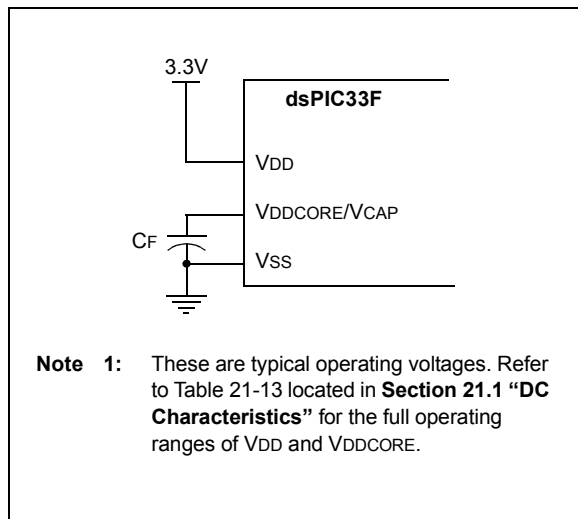 3.3V
dsPIC33F
VDD
VDDCORE/VCAP
CF
VSS
Note 1: These are typical operating voltages. Refer
to Table 21-13 located in Section 21.1 “DC
Characteristics” for the full operating
ranges of VDD and VDDCORE.